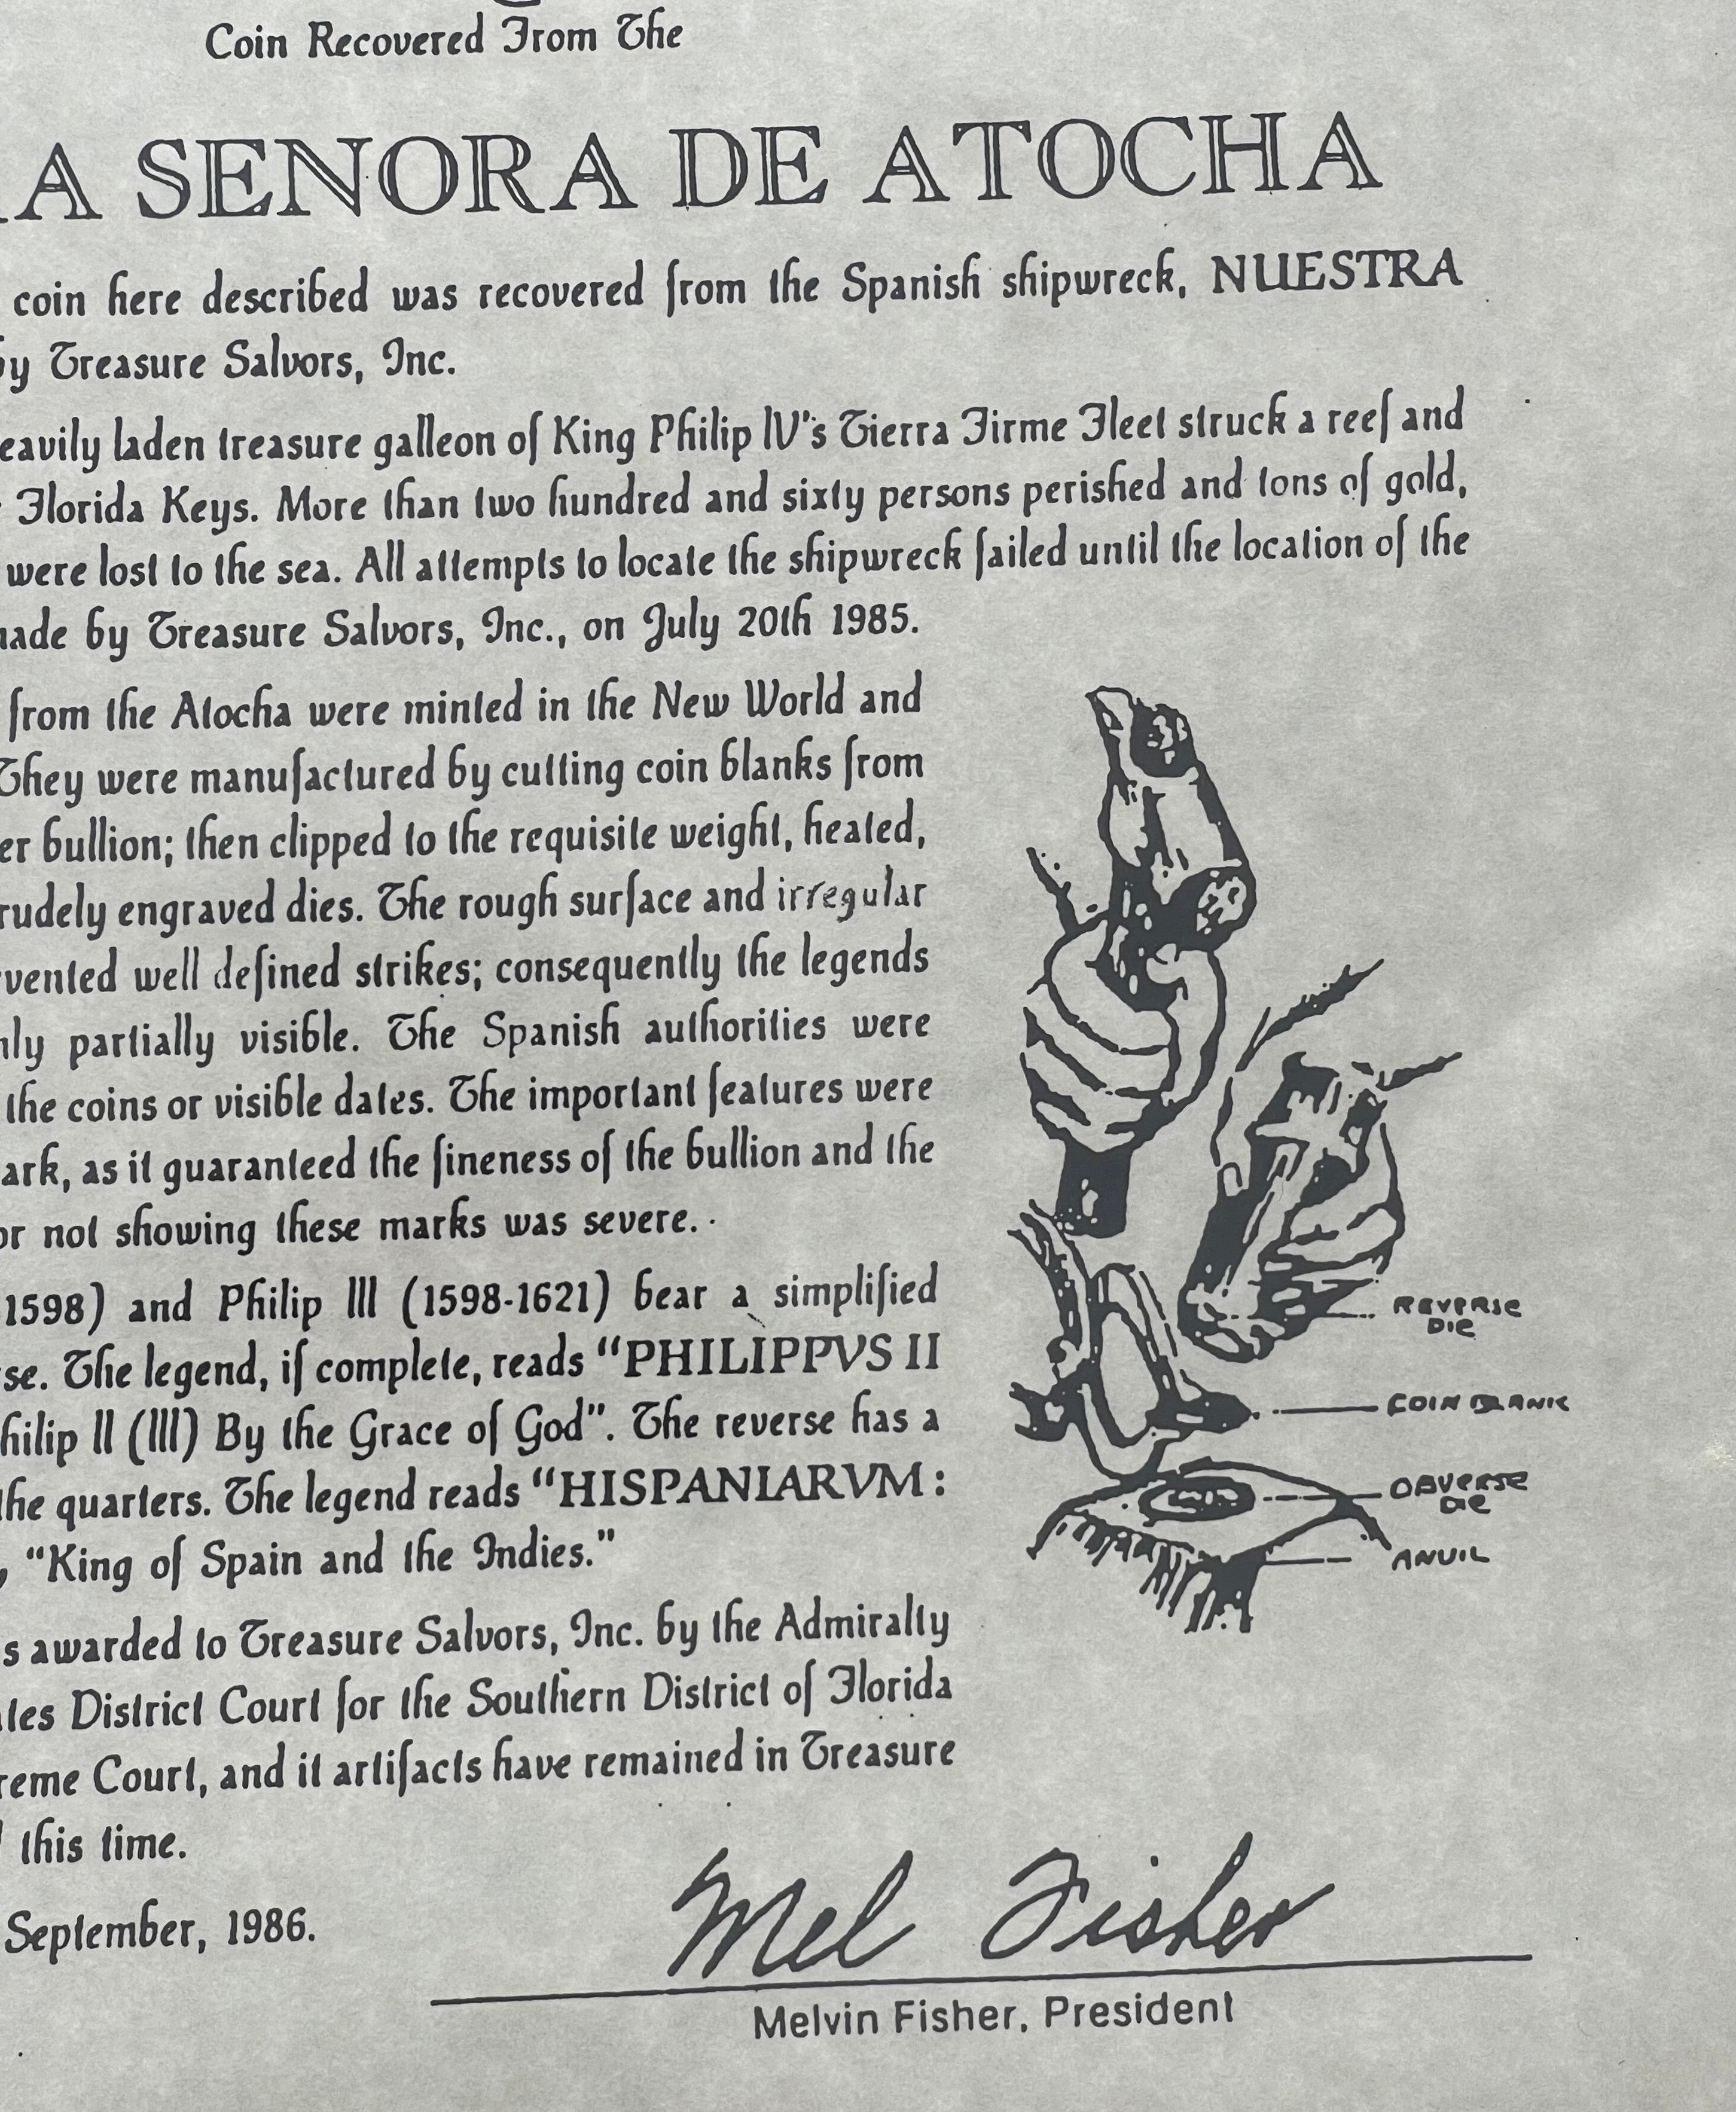 Coin Recovered From The
A SENORA DE ATOCHA
coin here described was recovered from the Spanish shipwreck, NUESTRA
by Treasure Salvors, Inc.
eavily laden treasure galleon of King Philip IV's Tierra Firme Fleet struck a reef and
Florida Keys. More than two hundred and sixty persons perished and tons of gold,
were lost to the sea. All attempts to locate the shipwreck failed until the location of the
made by Treasure Salvors, Inc., on July 20th 1985.
from the Atocha were minted in the New World and
They were manufactured by cutting coin blanks from
er bullion; then clipped to the requisite weight, heated,
rudely engraved dies. The rough surface and irregular
vented well defined strikes; consequently the legends
nly partially visible. The Spanish authorities were
the coins or visible dates. The important features were
ark, as it guaranteed the fineness of the bullion and the
or not showing these marks was severe.
1598) and Philip III (1598-1621) bear a simplified
se. The legend, if complete, reads "PHILIPPVS II
hilip II (III) By the Grace of God". The reverse has a
the quarters. The legend reads "HISPANIARVM:
, "King of Spain and the Indies."
s awarded to Treasure Salvors, Inc. by the Admiralty
ates District Court for the Southern District of Florida
reme Court, and it artifacts have remained in Treasure
this time.
September, 1986.
REVERSE
DIE
COIN BLANK
OBVERSE
DIE
ANVIL
Mel Fisher
Melvin Fisher, President